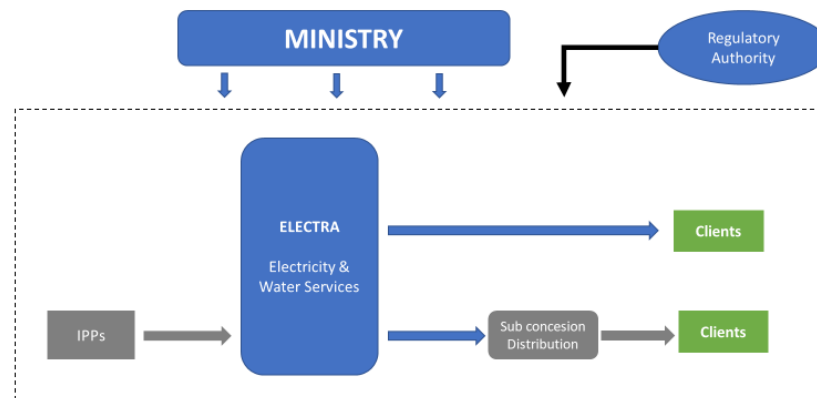 MINISTRY
Regulatory
Authority
ELECTRA
Electricity &
Water Services
Clients
IPPs
Sub concesion
Distribution
Clients